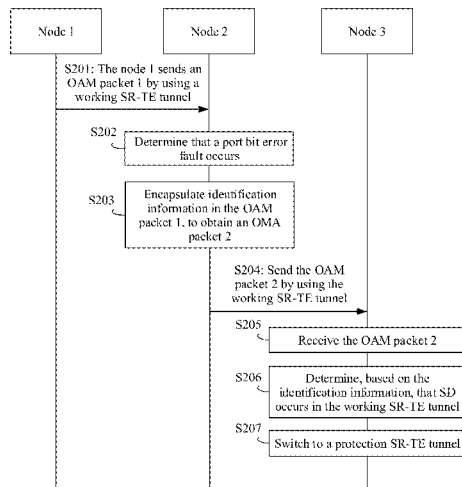 Node 1
Node 2
Node 3
S201: The node 1 sends an
OAM packet 1 by using a
working SR-TE tunnel
S202
Determine that a port bit error
fault occurs
S203
Encapsulate identification
information in the OAM
packet 1, to obtain an OMA
packet 2
S204: Send the OAM
packet 2 by using the
working SR-TE tunnel
S205
Receive the OAM packet 2
S206
Determine, based on the
identification information, that SD
occurs in the working SR-TE tunnel
S207
Switch to a protection SR-TE tunnel